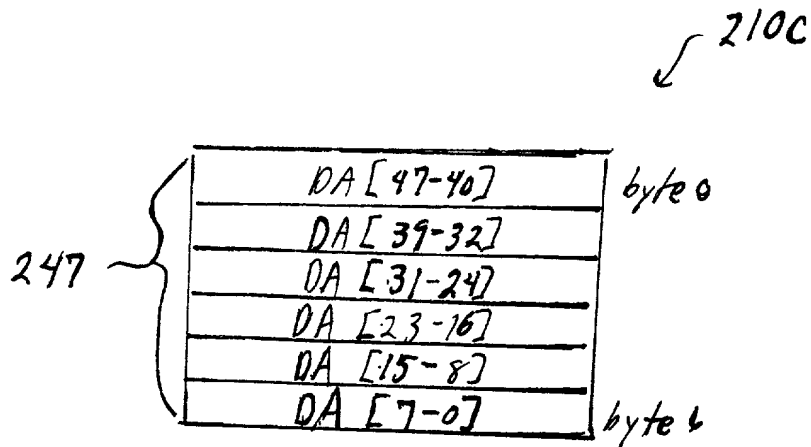 210C
DA [47-40] byte 0
DA [39-32]
247 DA [31-24]
DA [23-16]
DA [15-8]
DA [7-0] byte 6